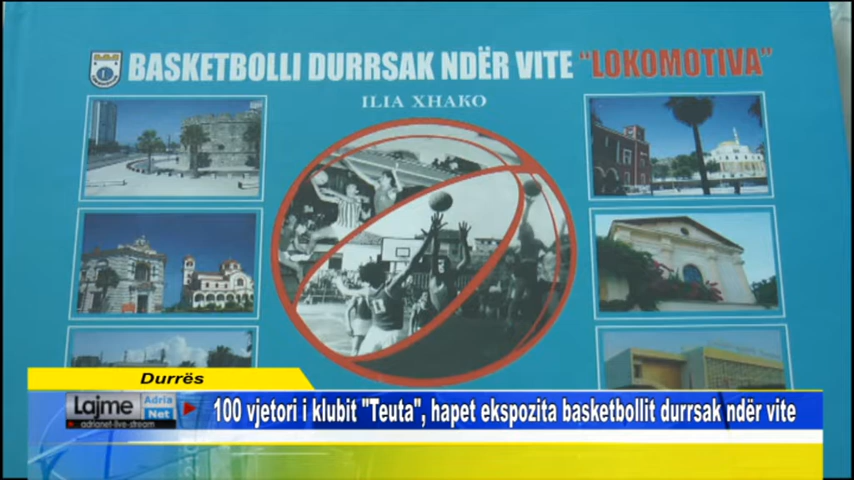 BASKETBOLLI DURRSAK NDËR VITE "LOKOMOTIVA"
ILIA XHAKO
Durrës
Lajme Adria Net
adrianet-live-stream
100 vjetori i klubit "Teuta", hapet ekspozita basketbollit durrsak ndër vite